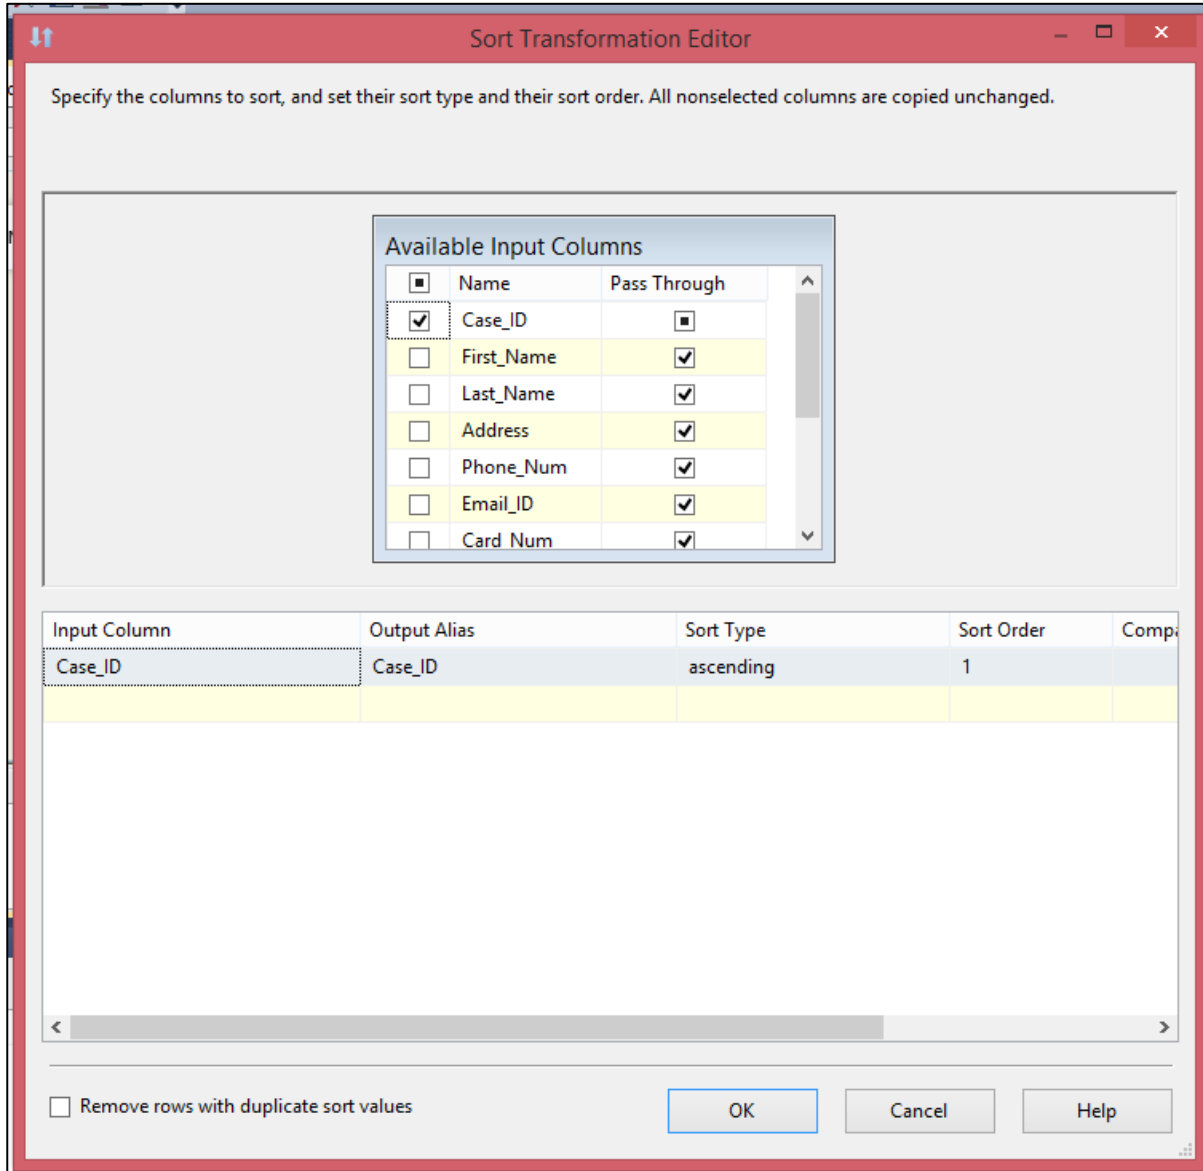 Sort Transformation Editor
Specify the columns to sort, and set their sort type and their sort order. All nonselected columns are copied unchanged.
Available Input Columns
Name Pass Through
Case_ID
First_Name
Last_Name
Address
Phone_Num
Email_ID
Card_Num
Input Column Output Alias Sort Type Sort Order Compa
Case_ID Case_ID ascending 1
Remove rows with duplicate sort values OK Cancel Help